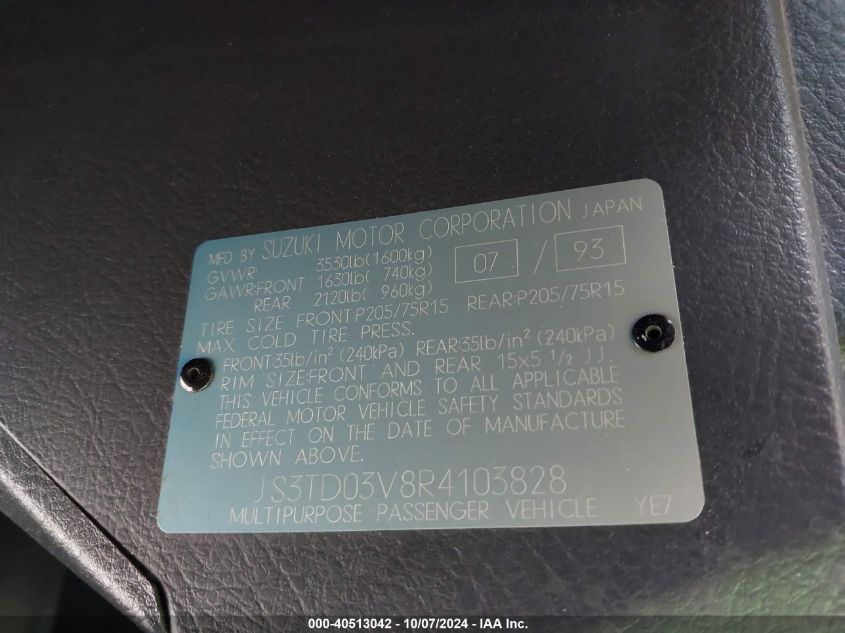 MFD BY SUZUKI MOTOR CORPORATION JAPAN
GVWR: 3530lb(1600kg)
GAWR:FRONT 1630lb( 740kg) 07 / 93
REAR 2120lb( 960kg)
TIRE SIZE FRONT:P205/75R15 REAR:P205/75R15
MAX COLD TIRE PRESS.
FRONT:35lb/in² (240kPa) REAR:35lb/in² (240kPa)
RIM SIZE:FRONT AND REAR 15x5 1/2 JJ.
THIS VEHICLE CONFORMS TO ALL APPLICABLE
FEDERAL MOTOR VEHICLE SAFETY STANDARDS
IN EFFECT ON THE DATE OF MANUFACTURE
SHOWN ABOVE.
JS3TD03V8R4103828
MULTIPURPOSE PASSENGER VEHICLE YE7
000-40513042 - 10/07/2024 - IAA Inc.